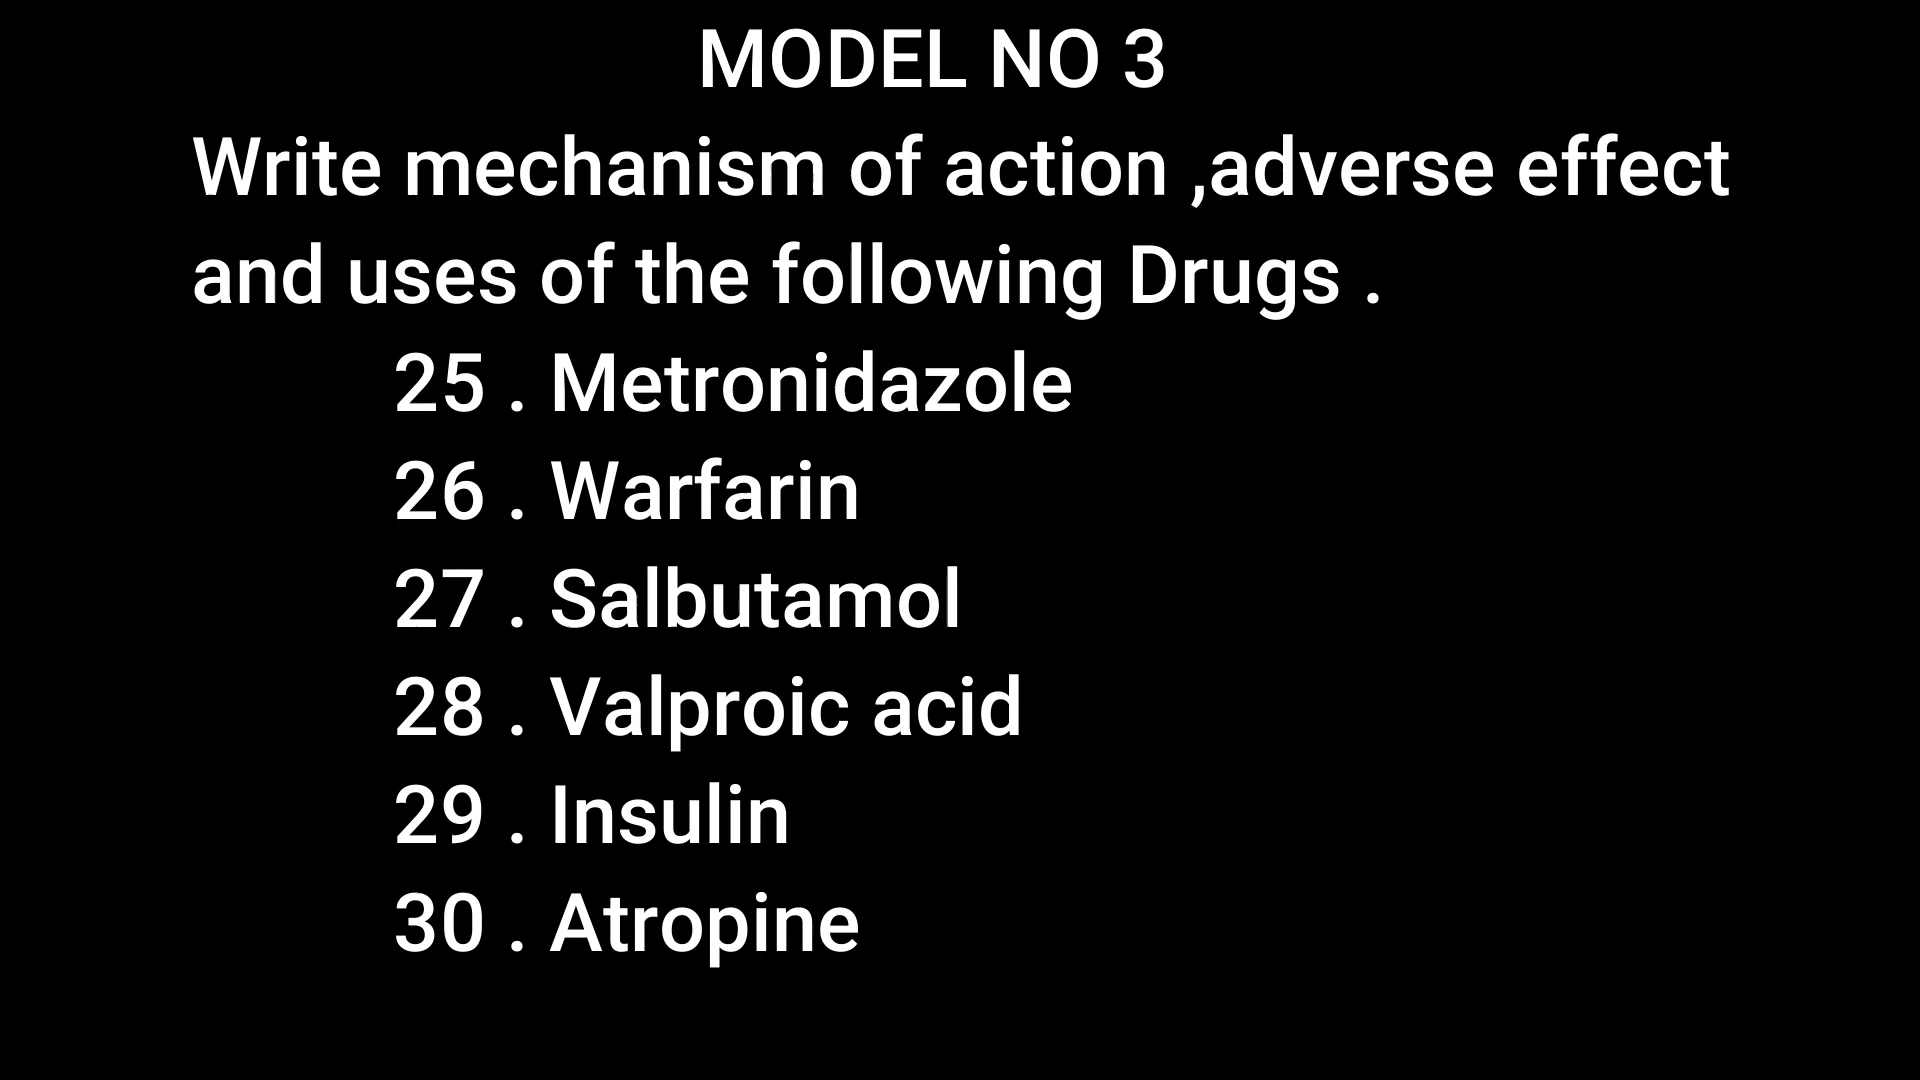 MODEL NO 3
Write mechanism of action ,adverse effect
and uses of the following Drugs .
25 . Metronidazole
26 . Warfarin
27 . Salbutamol
28 . Valproic acid
29 . Insulin
30 . Atropine